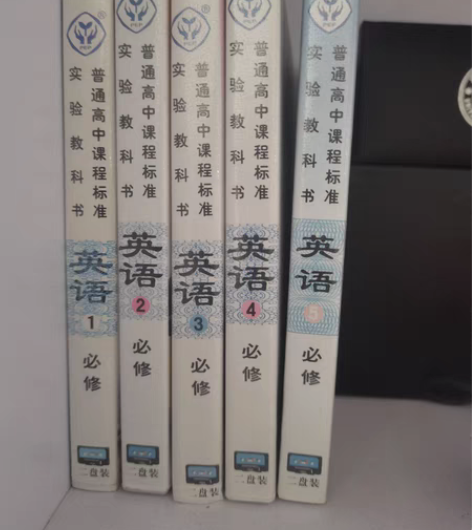 普通高中课程标准
实验教科书
英语
1
必修
二盘装
普通高中课程标准
实验教科书
英语
2
必修
二盘装
普通高中课程标准
实验教科书
英语
3
必修
二盘装
普通高中课程标准
实验教科书
英语
4
必修
二盘装
普通高中课程标准
实验教科书
英语
5
必修
二盘装